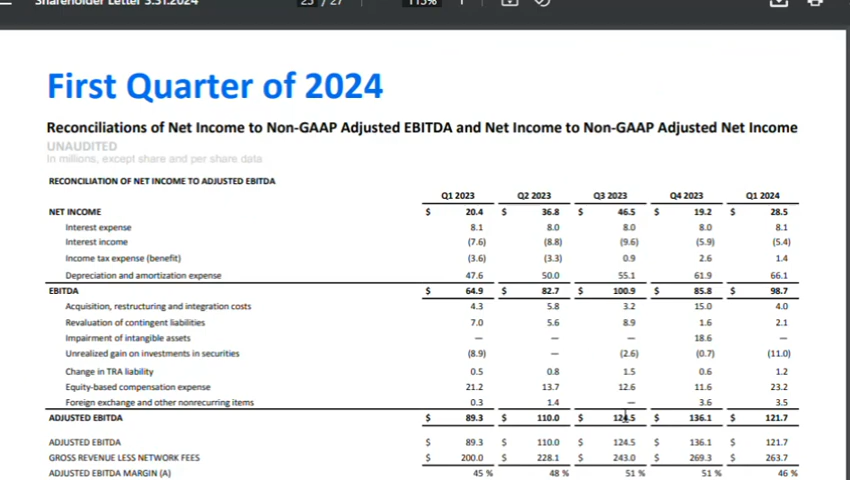 Shareholder Letter 3.31.2024 25 / 27 115%
First Quarter of 2024
Reconciliations of Net Income to Non-GAAP Adjusted EBITDA and Net Income to Non-GAAP Adjusted Net Income
UNAUDITED
In millions, except share and per share data
RECONCILIATION OF NET INCOME TO ADJUSTED EBITDA
Q1 2023 Q2 2023 Q3 2023 Q4 2023 Q1 2024
NET INCOME $ 20.4 $ 36.8 $ 46.5 $ 19.2 $ 28.5
Interest expense 8.1 8.0 8.0 8.0 8.1
Interest income (7.6) (8.8) (9.6) (5.9) (5.4)
Income tax expense (benefit) (3.6) (3.3) 0.9 2.6 1.4
Depreciation and amortization expense 47.6 50.0 55.1 61.9 66.1
EBITDA $ 64.9 $ 82.7 $ 100.9 $ 85.8 $ 98.7
Acquisition, restructuring and integration costs 4.3 5.8 3.2 15.0 4.0
Revaluation of contingent liabilities 7.0 5.6 8.9 1.6 2.1
Impairment of intangible assets — — — 18.6 —
Unrealized gain on investments in securities (8.9) — (2.6) (0.7) (11.0)
Change in TRA liability 0.5 0.8 1.5 0.6 1.2
Equity-based compensation expense 21.2 13.7 12.6 11.6 23.2
Foreign exchange and other nonrecurring items 0.3 1.4 — 3.6 3.5
ADJUSTED EBITDA $ 89.3 $ 110.0 $ 124.5 $ 136.1 $ 121.7
ADJUSTED EBITDA $ 89.3 $ 110.0 $ 124.5 $ 136.1 $ 121.7
GROSS REVENUE LESS NETWORK FEES $ 200.0 $ 228.1 $ 243.0 $ 269.3 $ 263.7
ADJUSTED EBITDA MARGIN (A) 45 % 48 % 51 % 51 % 46 %